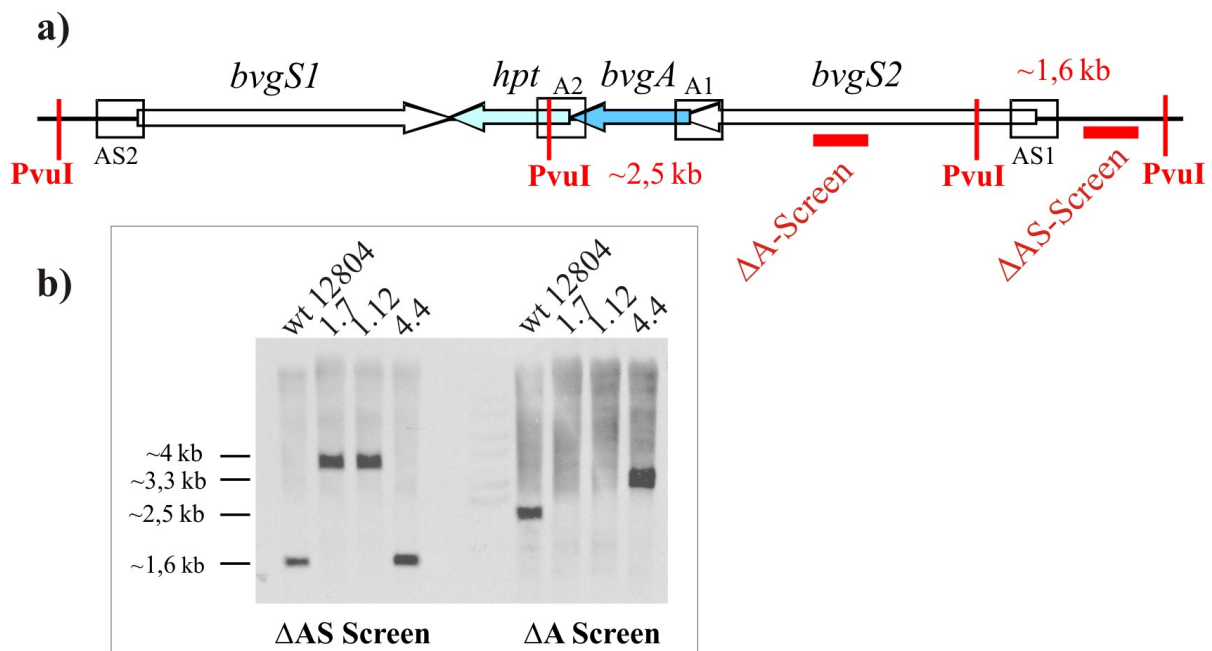 a)
bvgS1 hpt A2 bvgA A1 bvgS2 ~1,6 kb
AS2 AS1
PvuI PvuI ~2,5 kb PvuI PvuI
ΔA-Screen ΔAS-Screen
b)
wt 12804 1.7 1.12 4.4 wt 12804 1.7 1.12 4.4
~4 kb
~3,3 kb
~2,5 kb
~1,6 kb
ΔAS Screen ΔA Screen